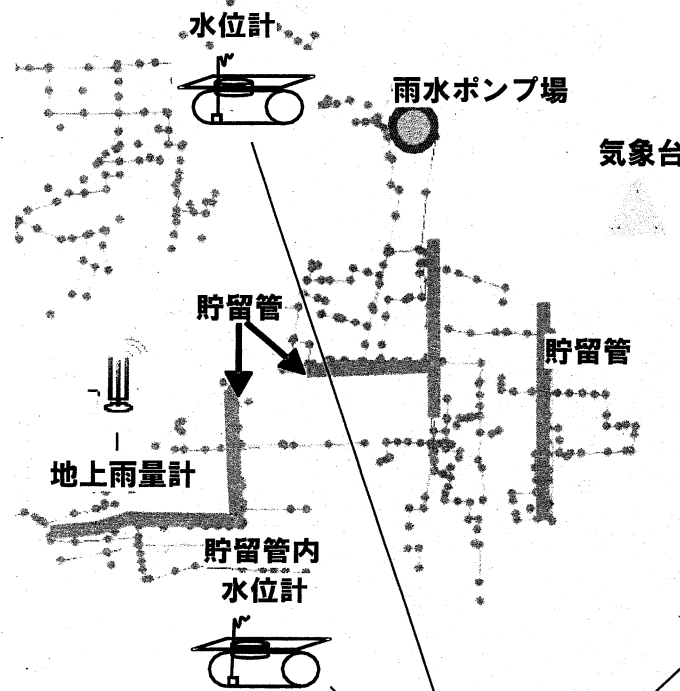 水位計
雨水ポンプ場
気象台
貯留管
貯留管
地上雨量計
貯留管内
水位計